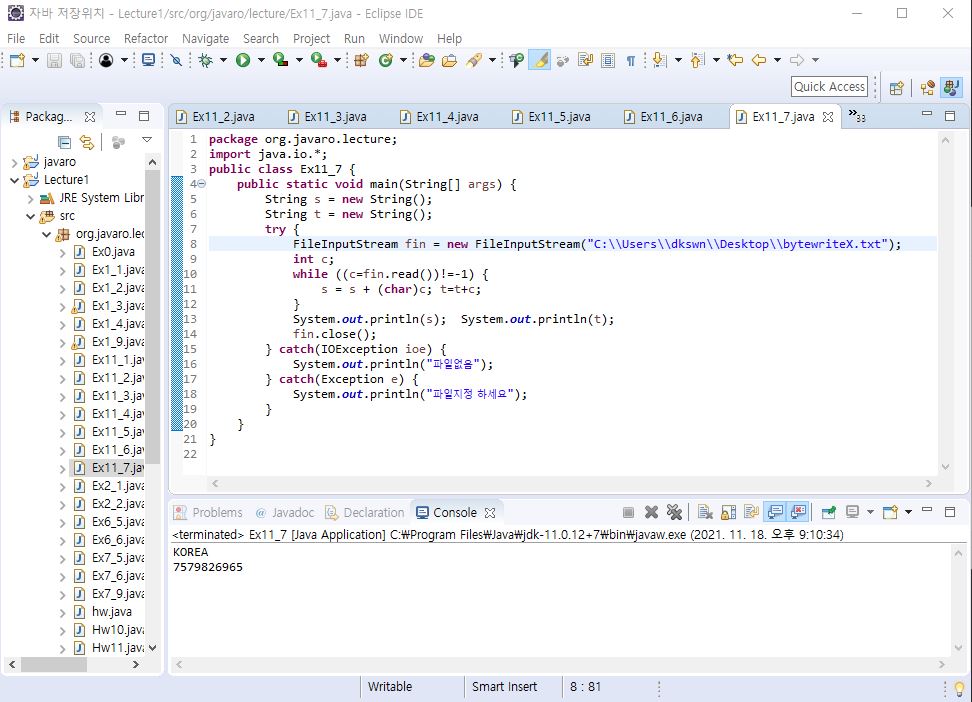 자바 저장위치 - Lecture1/src/org/javaro/lecture/Ex11_7.java - Eclipse IDE
File Edit Source Refactor Navigate Search Project Run Window Help
Quick Access
Packag...
javaro
Lecture1
JRE System Libr
src
org.javaro.lec
Ex0.java
Ex1_1.java
Ex1_2.java
Ex1_3.java
Ex1_4.java
Ex1_9.java
Ex11_1.jav
Ex11_2.jav
Ex11_3.jav
Ex11_4.jav
Ex11_5.jav
Ex11_6.jav
Ex11_7.jav
Ex2_1.java
Ex2_2.java
Ex6_5.java
Ex6_6.java
Ex7_5.java
Ex7_6.java
Ex7_9.java
hw.java
Hw10.java
Hw11.java
Ex11_2.java Ex11_3.java Ex11_4.java Ex11_5.java Ex11_6.java Ex11_7.java »33
1 package org.javaro.lecture;
2 import java.io.*;
3 public class Ex11_7 {
4 public static void main(String[] args) {
5 String s = new String();
6 String t = new String();
7 try {
8 FileInputStream fin = new FileInputStream("C:\\Users\\dkswn\\Desktop\\bytewriteX.txt");
9 int c;
10 while ((c=fin.read())!=-1) {
11 s = s + (char)c; t=t+c;
12 }
13 System.out.println(s); System.out.println(t);
14 fin.close();
15 } catch(IOException ioe) {
16 System.out.println("파일없음");
17 } catch(Exception e) {
18 System.out.println("파일지정 하세요");
19 }
20 }
21 }
22
Problems Javadoc Declaration Console
<terminated> Ex11_7 [Java Application] C:₩Program Files₩Java₩jdk-11.0.12+7₩bin₩javaw.exe (2021. 11. 18. 오후 9:10:34)
KOREA
7579826965
Writable Smart Insert 8 : 81